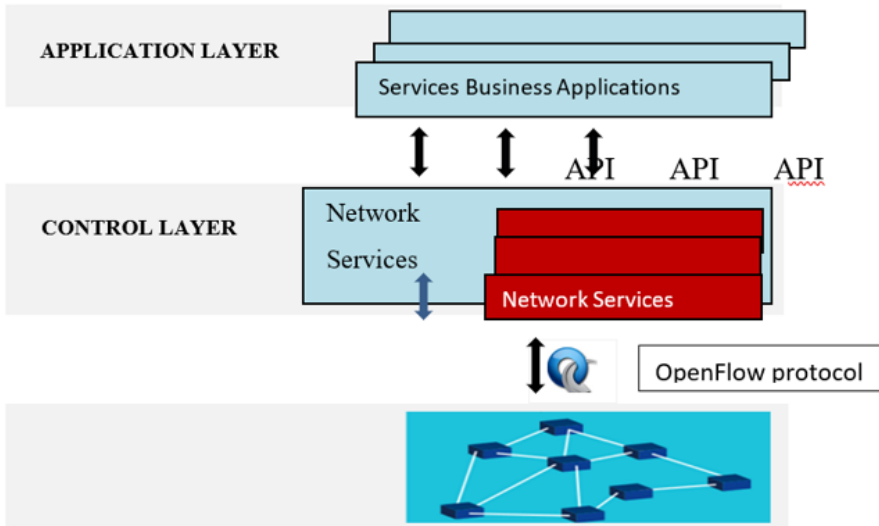 APPLICATION LAYER
Services Business Applications
API API API
CONTROL LAYER
Network
Services
Network Services
OpenFlow protocol